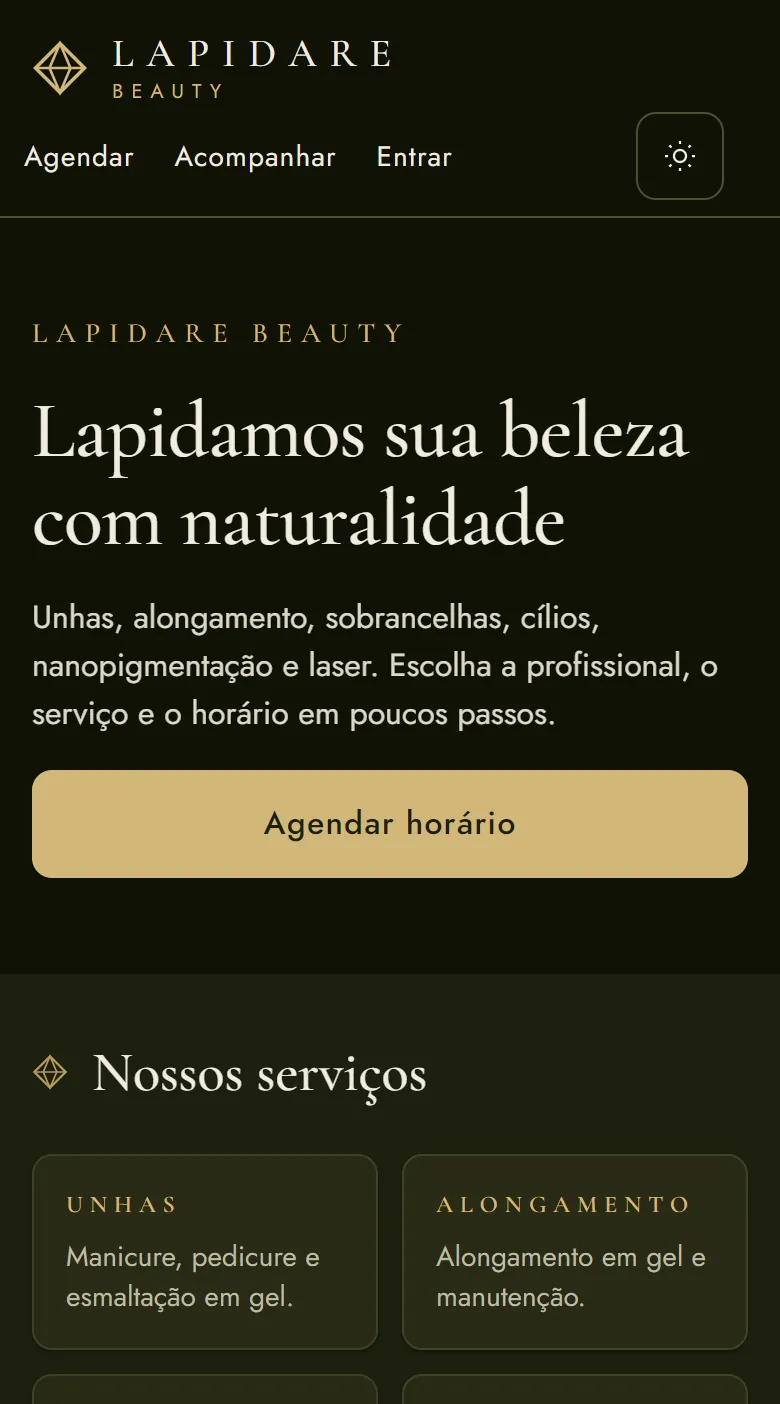 LAPIDARE
BEAUTY
Agendar Acompanhar Entrar
LAPIDARE BEAUTY
Lapidamos sua beleza
com naturalidade
Unhas, alongamento, sobrancelhas, cílios,
nanopigmentação e laser. Escolha a profissional, o
serviço e o horário em poucos passos.
Agendar horário
Nossos serviços
UNHAS
Manicure, pedicure e
esmaltação em gel.
ALONGAMENTO
Alongamento em gel e
manutenção.